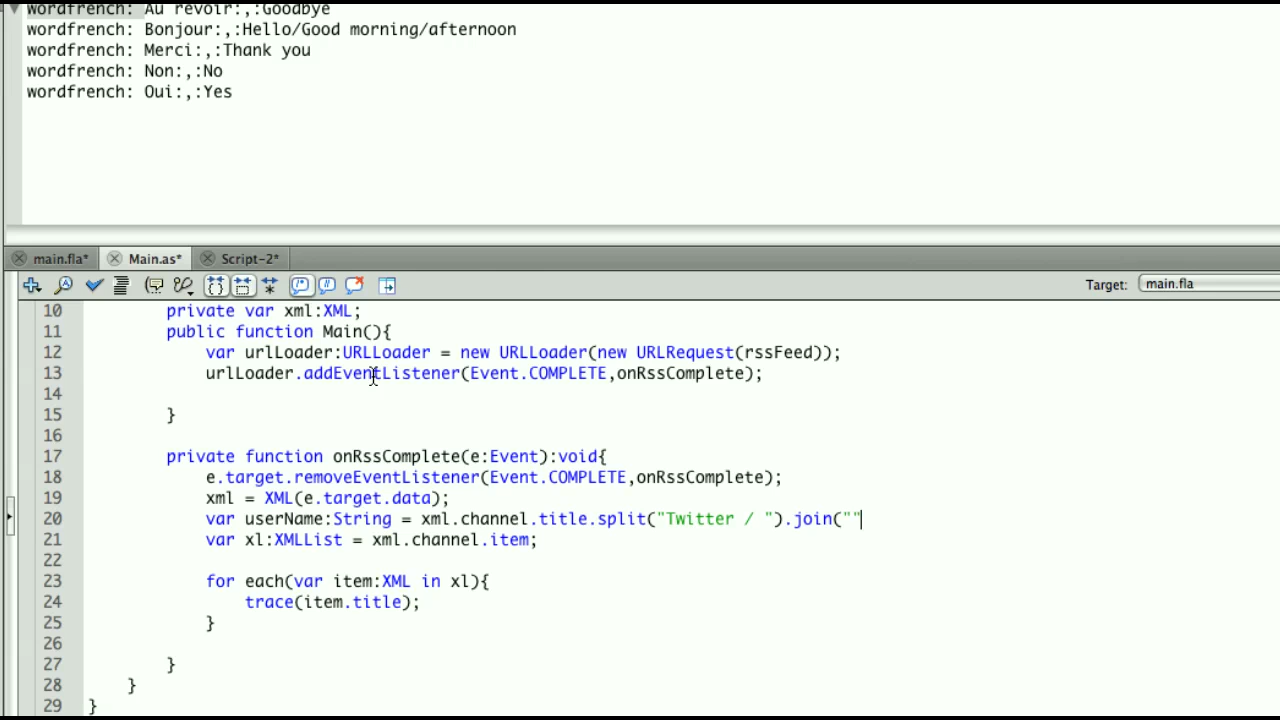 wordfrench: Au revoir:,:Goodbye
wordfrench: Bonjour:,:Hello/Good morning/afternoon
wordfrench: Merci:,:Thank you
wordfrench: Non:,:No
wordfrench: Oui:,:Yes
main.fla* Main.as* Script-2*
Target: main.fla
10 private var xml:XML;
11 public function Main(){
12 var urlLoader:URLLoader = new URLLoader(new URLRequest(rssFeed));
13 urlLoader.addEventListener(Event.COMPLETE,onRssComplete);
14
15 }
16
17 private function onRssComplete(e:Event):void{
18 e.target.removeEventListener(Event.COMPLETE,onRssComplete);
19 xml = XML(e.target.data);
20 var userName:String = xml.channel.title.split("Twitter / ").join(""
21 var xl:XMLList = xml.channel.item;
22
23 for each(var item:XML in xl){
24 trace(item.title);
25 }
26
27 }
28 }
29 }